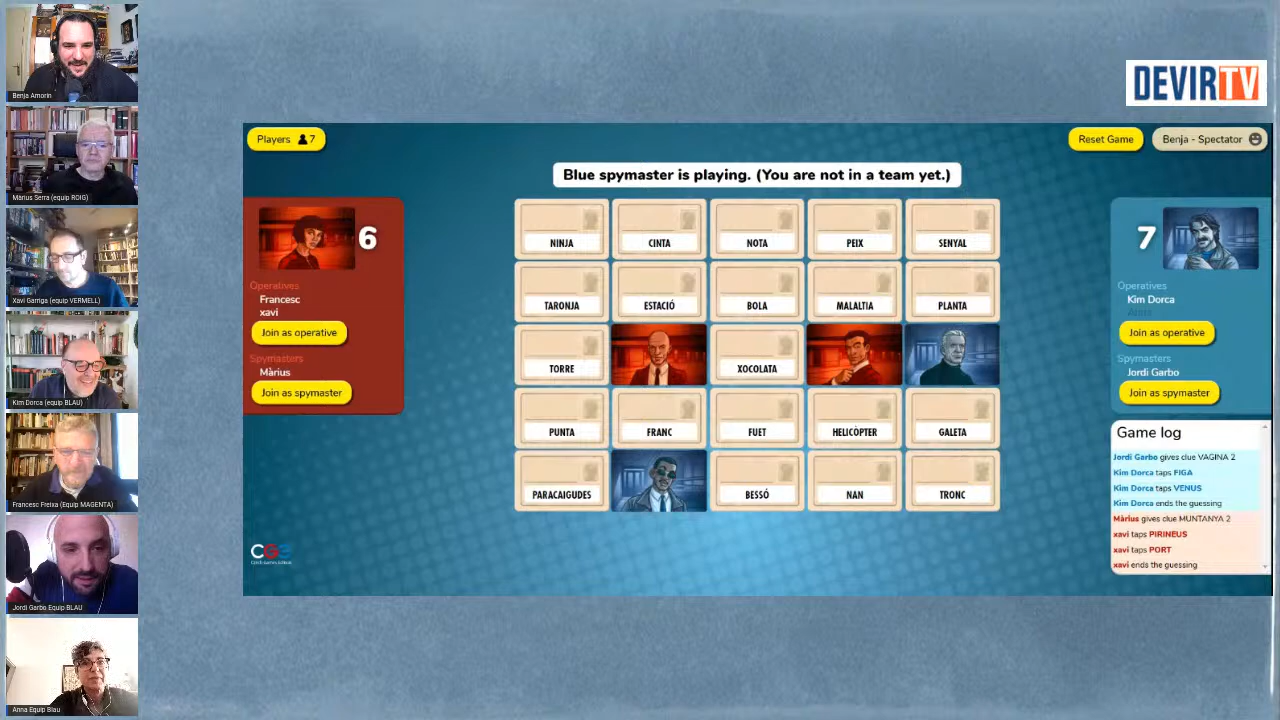 Benja Amorín
Màrius Serra (equip ROIG)
Xavi Garriga (equip VERMELL)
Kim Dorca (equip BLAU)
Francesc Freixa (Equip MAGENTA)
Jordi Garbo Equip BLAU
Anna Equip Blau
DEVIRTV
Players 7
Reset Game
Benja - Spectator
Blue spymaster is playing. (You are not in a team yet.)
6
Operatives
Francesc
xavi
Join as operative
Spymasters
Màrius
Join as spymaster
NINJA CINTA NOTA PEIX SENYAL
TARONJA ESTACIÓ BOLA MALALTIA PLANTA
TORRE XOCOLATA
PUNTA FRANC FUET HELICÒPTER GALETA
PARACAIGUDES BESSÓ NAN TRONC
7
Operatives
Kim Dorca
Join as operative
Spymasters
Jordi Garbo
Join as spymaster
Game log
Jordi Garbo gives clue VAGINA 2
Kim Dorca taps FIGA
Kim Dorca taps VENUS
Kim Dorca ends the guessing
Màrius gives clue MUNTANYA 2
xavi taps PIRINEUS
xavi taps PORT
xavi ends the guessing
CGE
Czech Games Edition